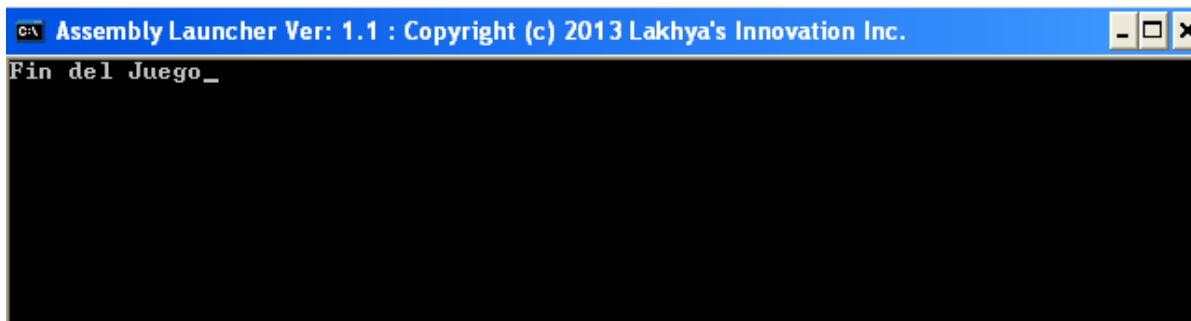 Assembly Launcher Ver: 1.1 : Copyright (c) 2013 Lakhya's Innovation Inc.
Fin del Juego_